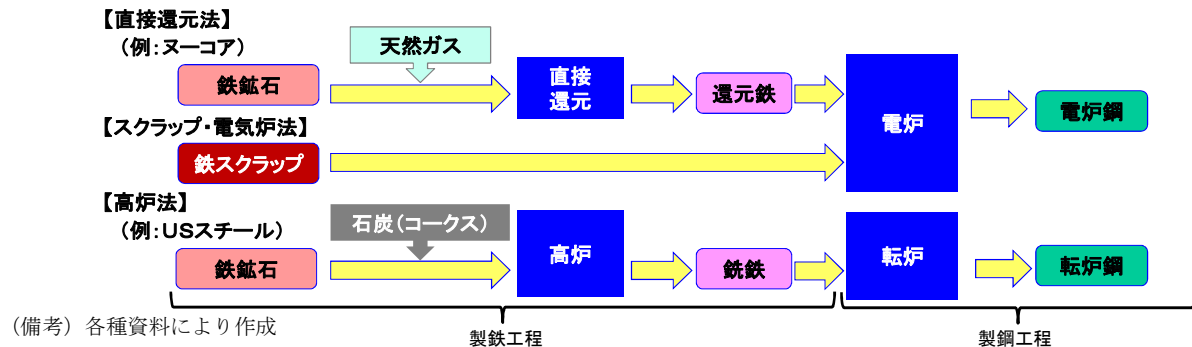 【直接還元法】
（例：ヌーコア）
天然ガス
鉄鉱石
直接
還元
還元鉄
電炉
電炉鋼
【スクラップ・電気炉法】
鉄スクラップ
【高炉法】
（例：ＵＳスチール）
石炭（コークス）
鉄鉱石
高炉
銑鉄
転炉
転炉鋼
（備考）各種資料により作成
製鉄工程
製鋼工程